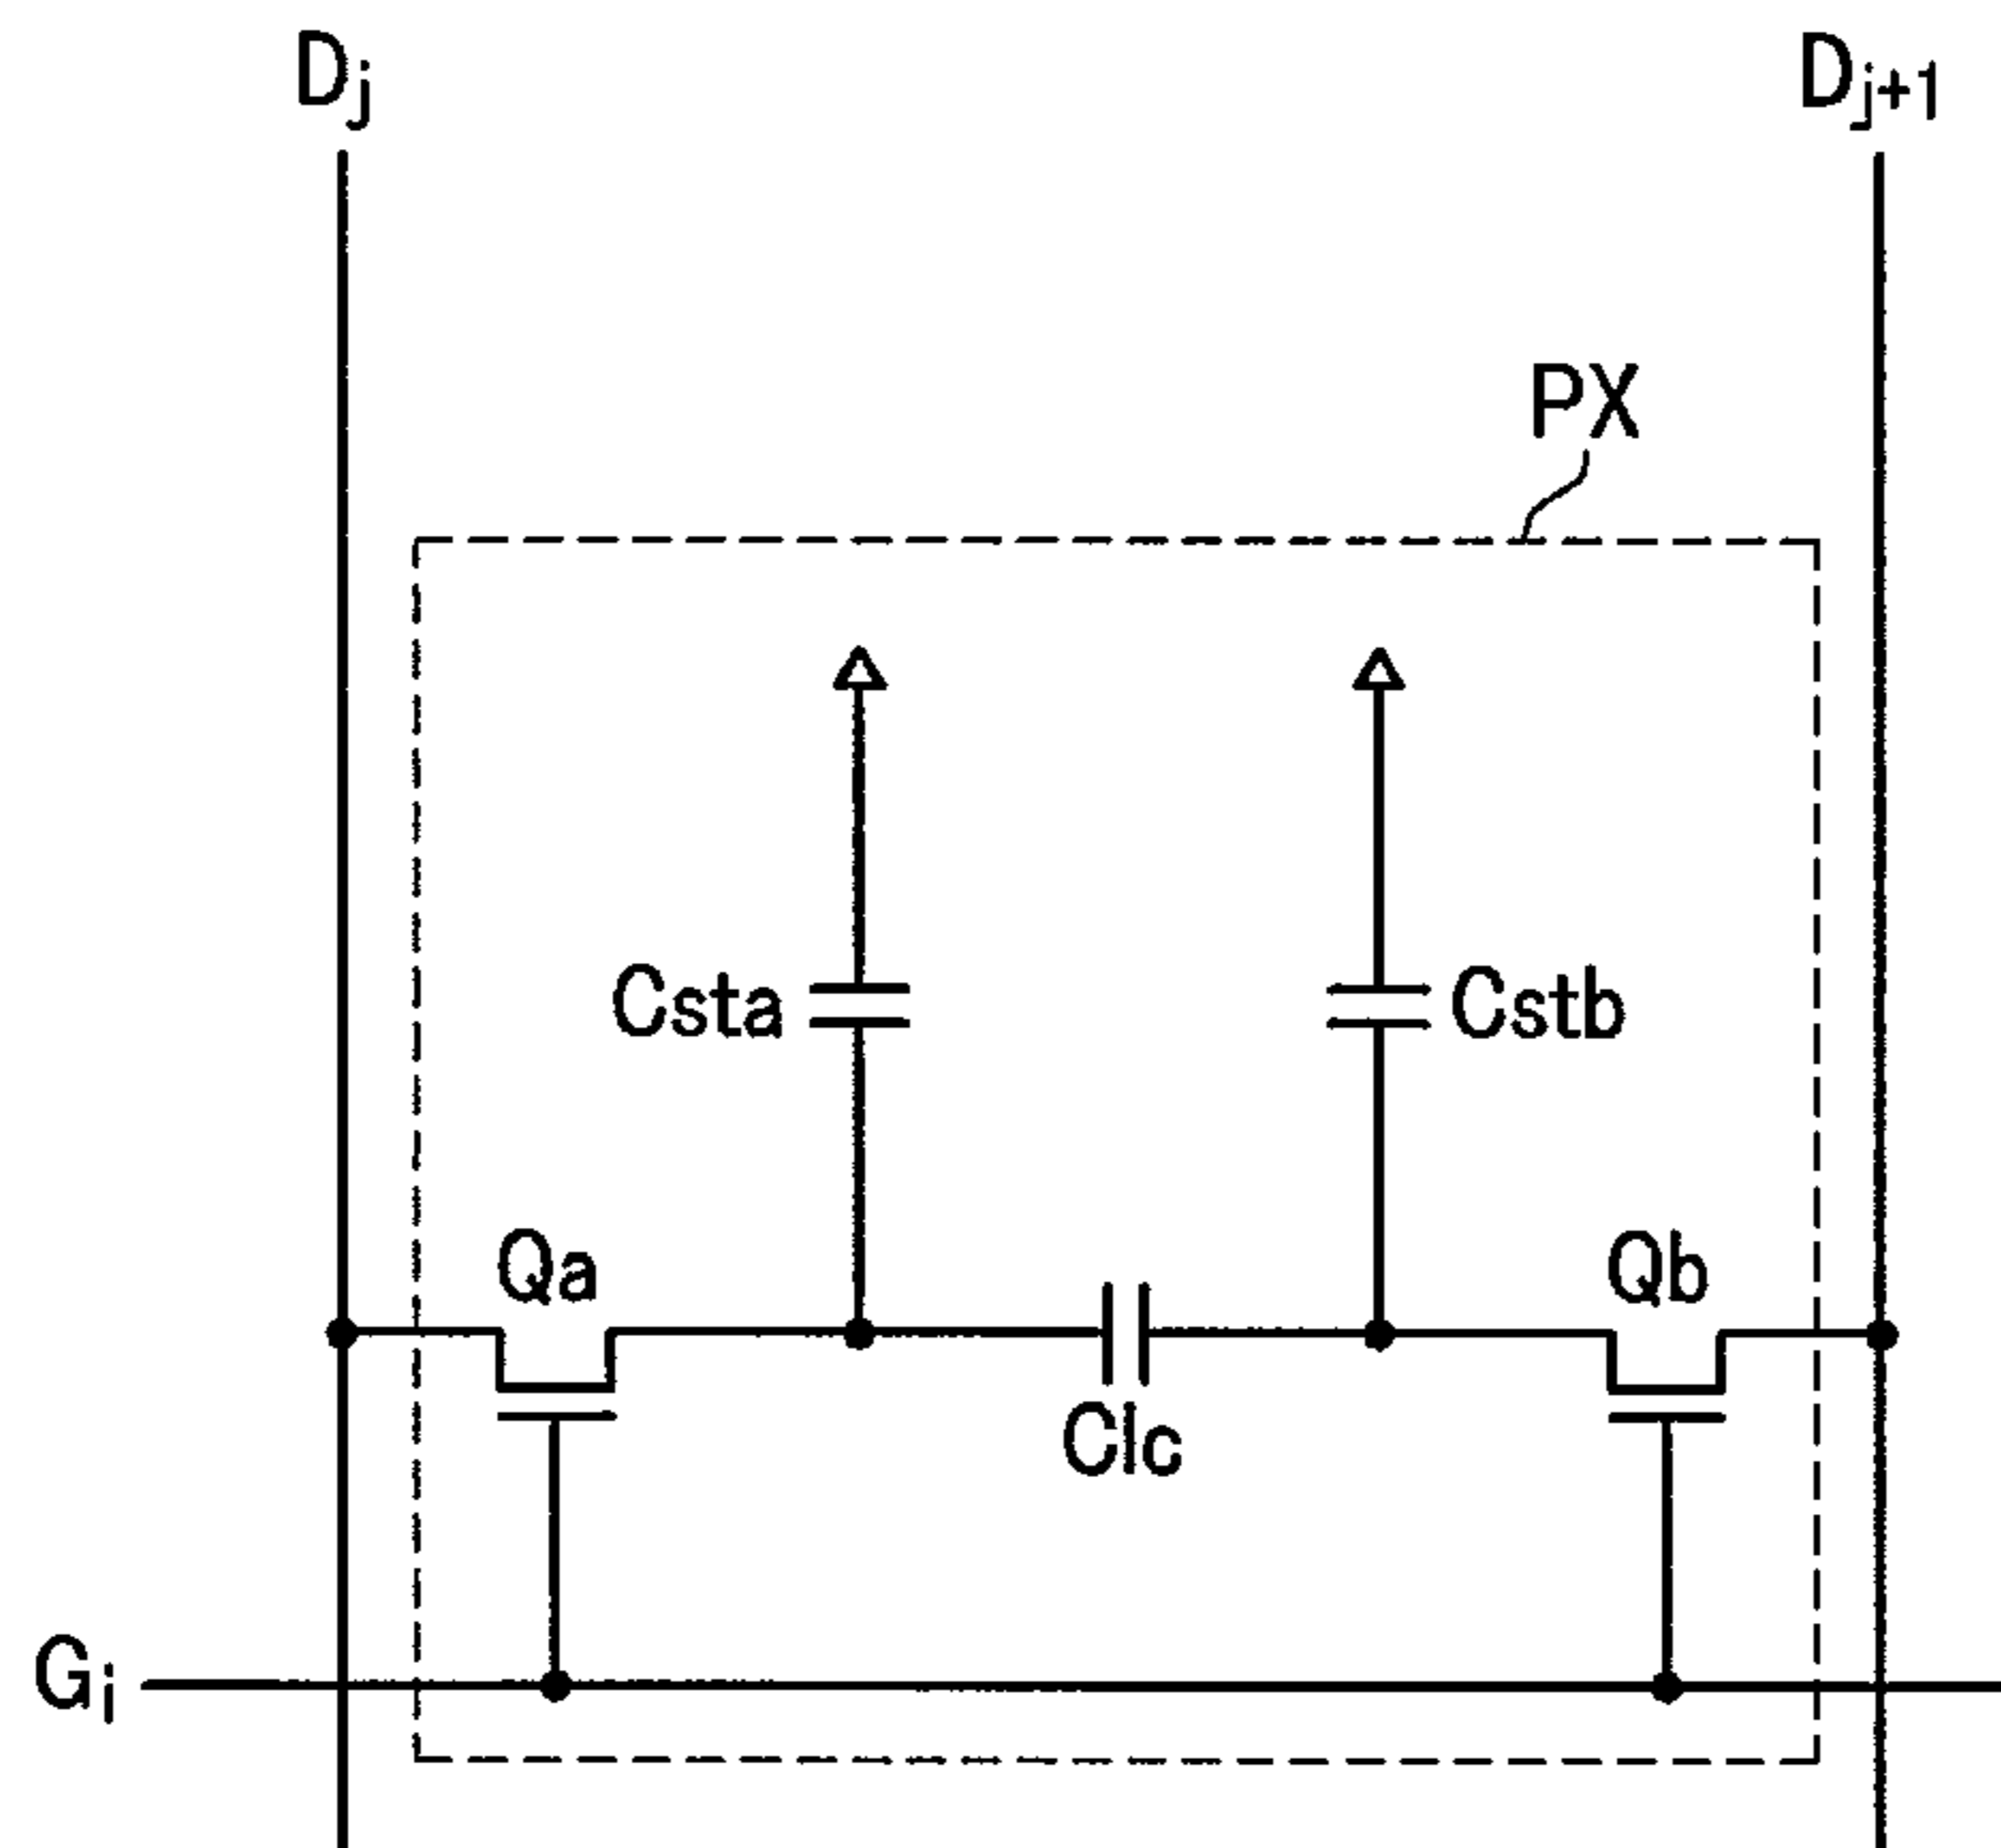 Dj
Dj+1
PX
Csta
Cstb
Qa
Qb
Clc
Gi